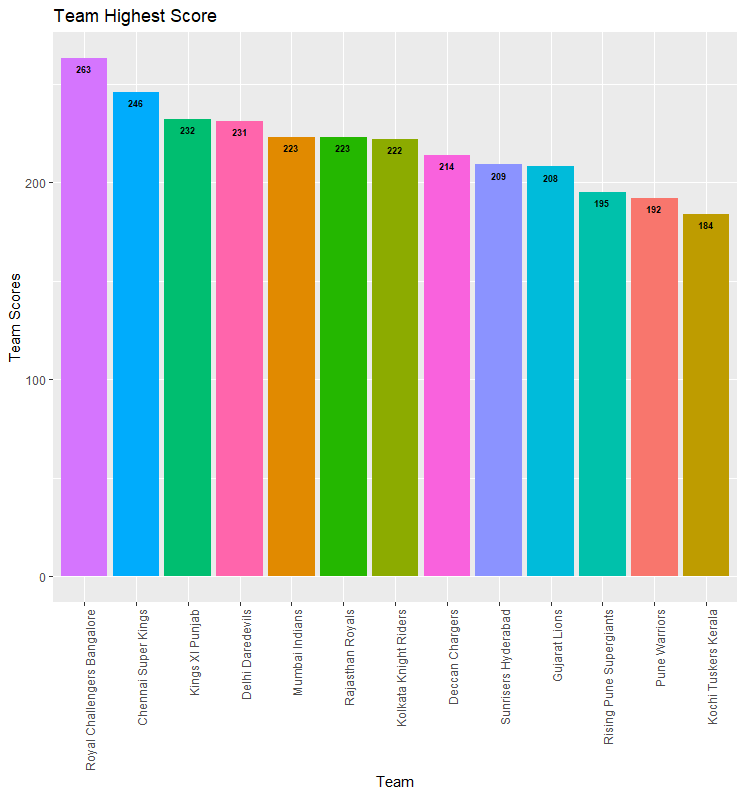 Team Highest Score
263
246
232
231
223
223
222
214
209
208
195
192
184
200
100
0
Team Scores
Royal Challengers Bangalore
Chennai Super Kings
Kings XI Punjab
Delhi Daredevils
Mumbai Indians
Rajasthan Royals
Kolkata Knight Riders
Deccan Chargers
Sunrisers Hyderabad
Gujarat Lions
Rising Pune Supergiants
Pune Warriors
Kochi Tuskers Kerala
Team